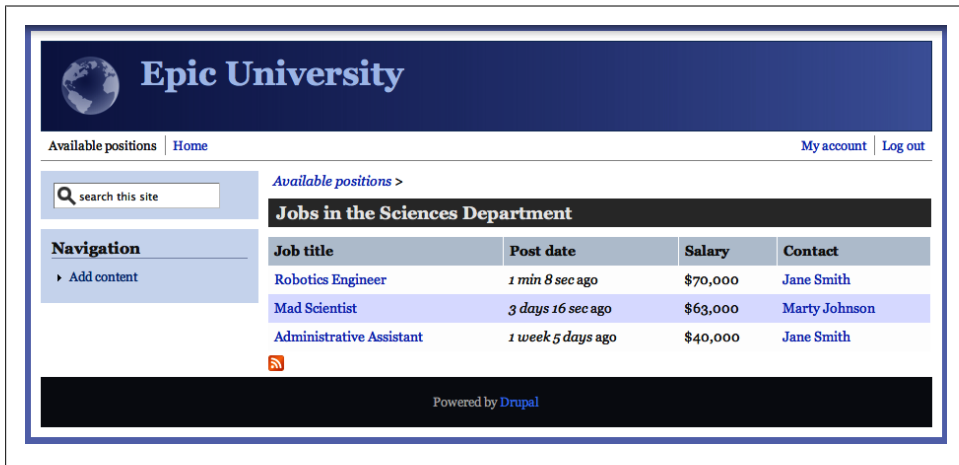 Epic University
Available positions Home My account Log out
search this site
Navigation
Add content
Available positions >
Jobs in the Sciences Department
Job title Post date Salary Contact
Robotics Engineer 1 min 8 sec ago $70,000 Jane Smith
Mad Scientist 3 days 16 sec ago $63,000 Marty Johnson
Administrative Assistant 1 week 5 days ago $40,000 Jane Smith
Powered by Drupal